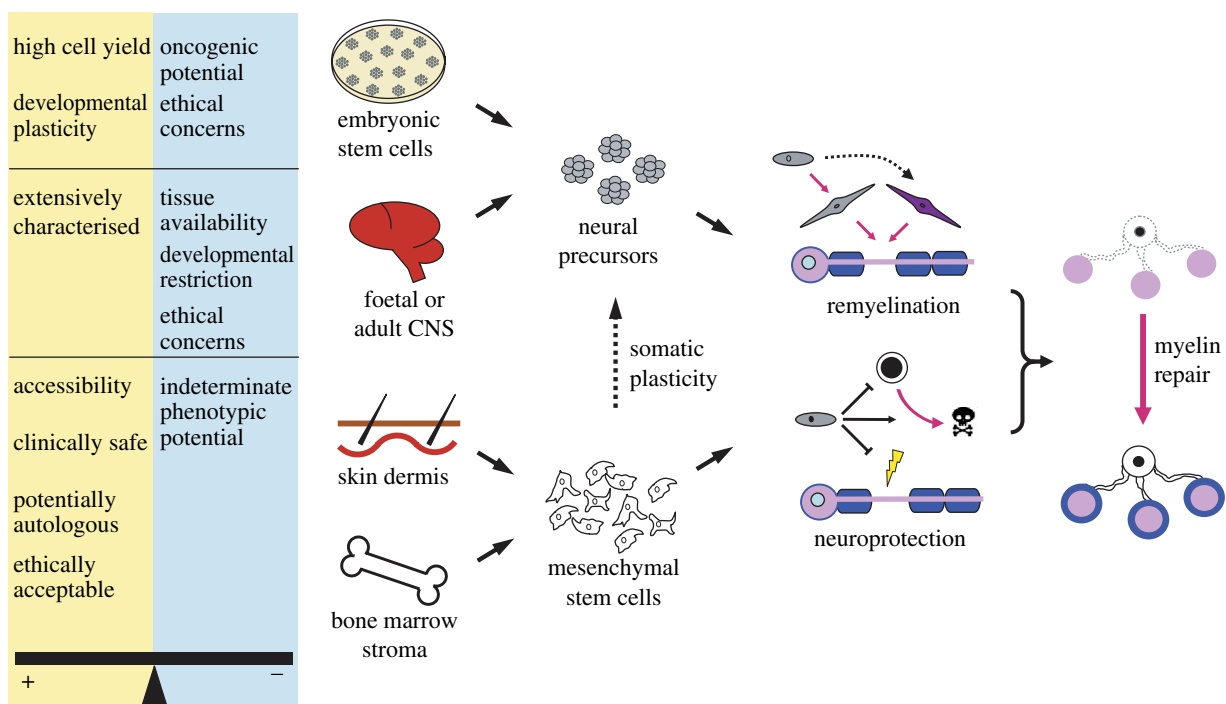 high cell yield
developmental
plasticity
oncogenic
potential
ethical
concerns
extensively
characterised
tissue
availability
developmental
restriction
ethical
concerns
accessibility
clinically safe
potentially
autologous
ethically
acceptable
indeterminate
phenotypic
potential
+
−
embryonic
stem cells
foetal or
adult CNS
skin dermis
bone marrow
stroma
neural
precursors
somatic
plasticity
mesenchymal
stem cells
remyelination
neuroprotection
myelin
repair